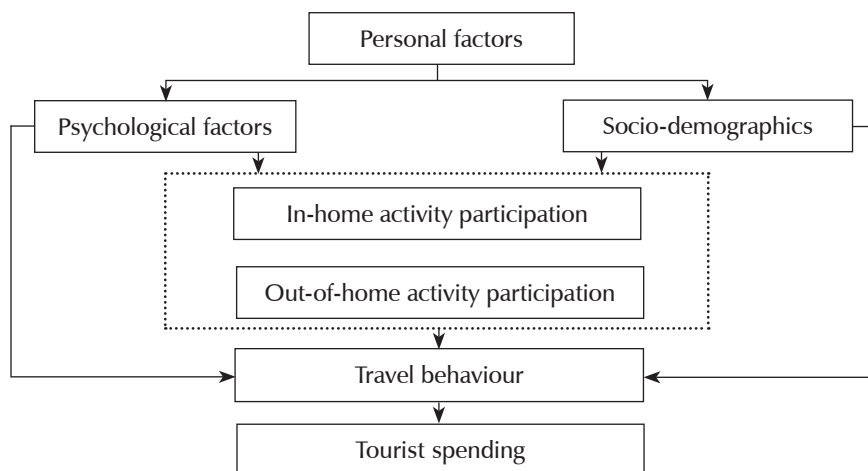 Personal factors
Psychological factors
Socio-demographics
In-home activity participation
Out-of-home activity participation
Travel behaviour
Tourist spending